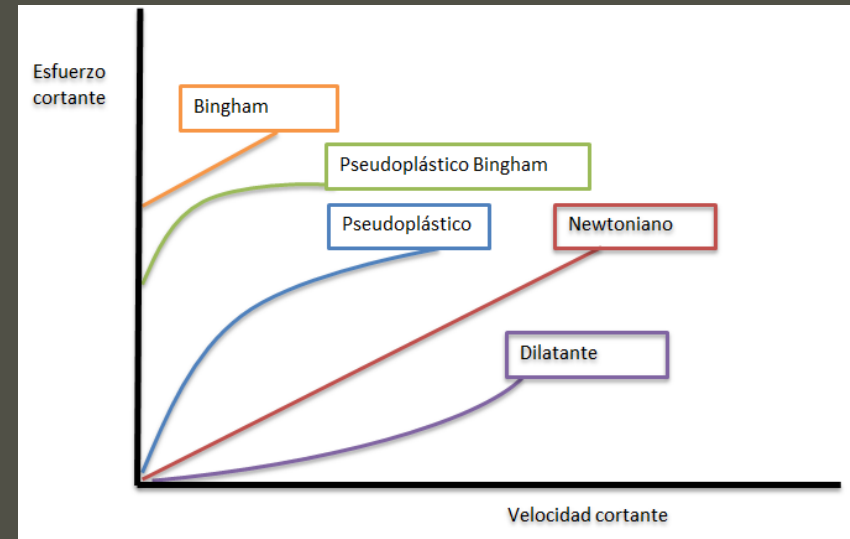 Esfuerzo
cortante
Bingham
Pseudoplástico Bingham
Pseudoplástico
Newtoniano
Dilatante
Velocidad cortante